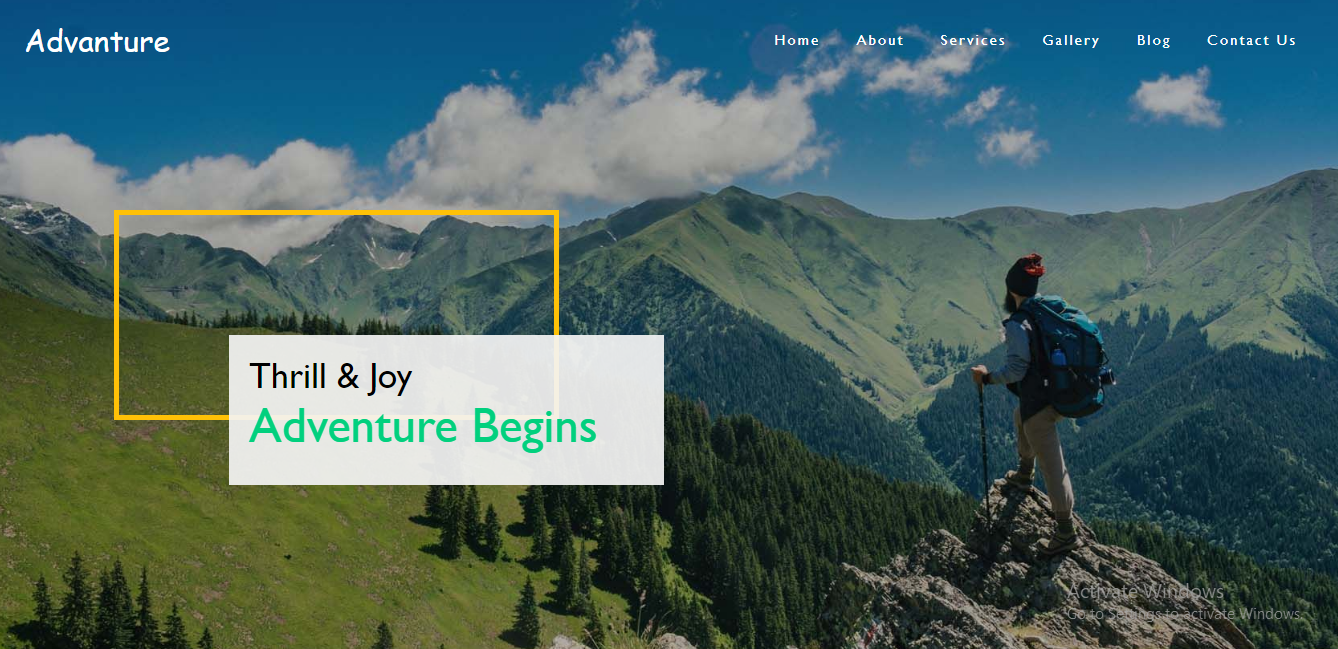 Advanture
Home About Services Gallery Blog Contact Us
Thrill & Joy
Adventure Begins
Activate Windows
Go to Settings to activate Windows.